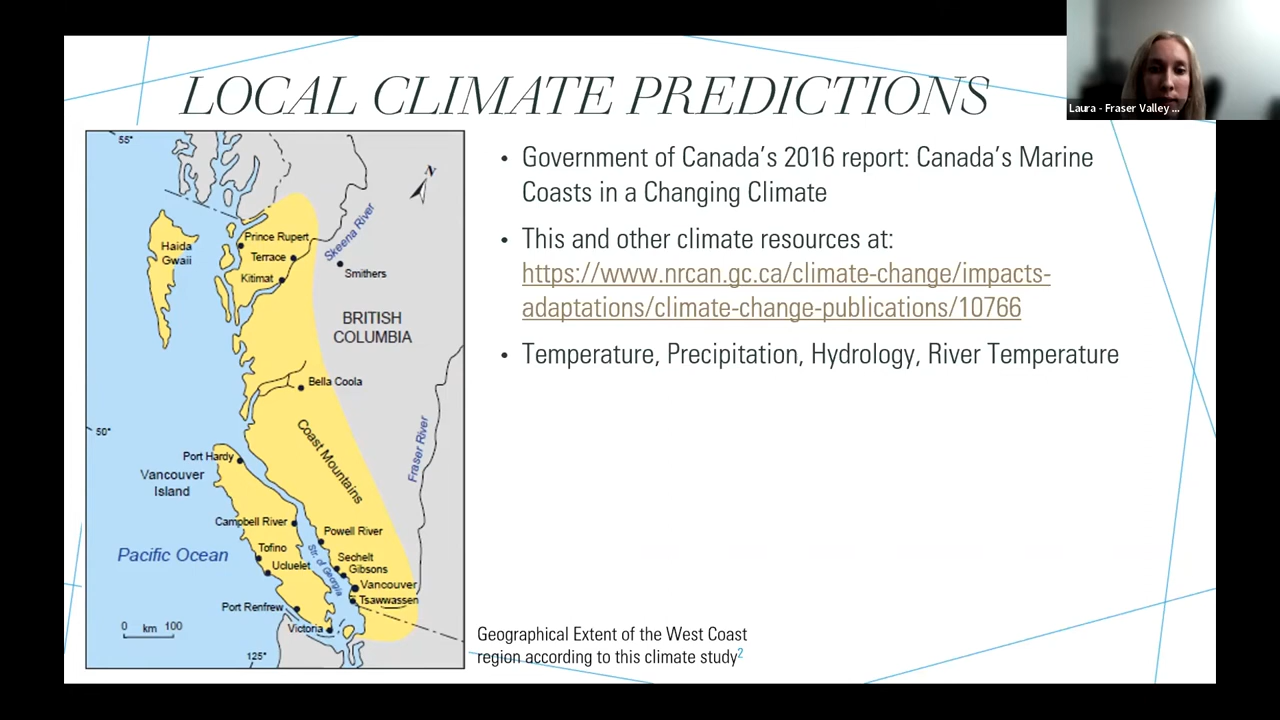 LOCAL CLIMATE PREDICTIONS
Laura - Fraser Valley ...
• Government of Canada's 2016 report: Canada's Marine
Coasts in a Changing Climate
• This and other climate resources at:
https://www.nrcan.gc.ca/climate-change/impacts-
adaptations/climate-change-publications/10766
• Temperature, Precipitation, Hydrology, River Temperature
55°
N
Haida
Gwaii
Prince Rupert
Terrace
Kitimat
Skeena River
Smithers
BRITISH
COLUMBIA
Bella Coola
50°
Coast Mountains
Fraser River
Port Hardy
Vancouver
Island
Campbell River
Powell River
Pacific Ocean
Tofino
Ucluelet
Str. of Georgia
Sechelt
Gibsons
Vancouver
Tsawwassen
Port Renfrew
Victoria
0 km 100
125°
Geographical Extent of the West Coast
region according to this climate study2